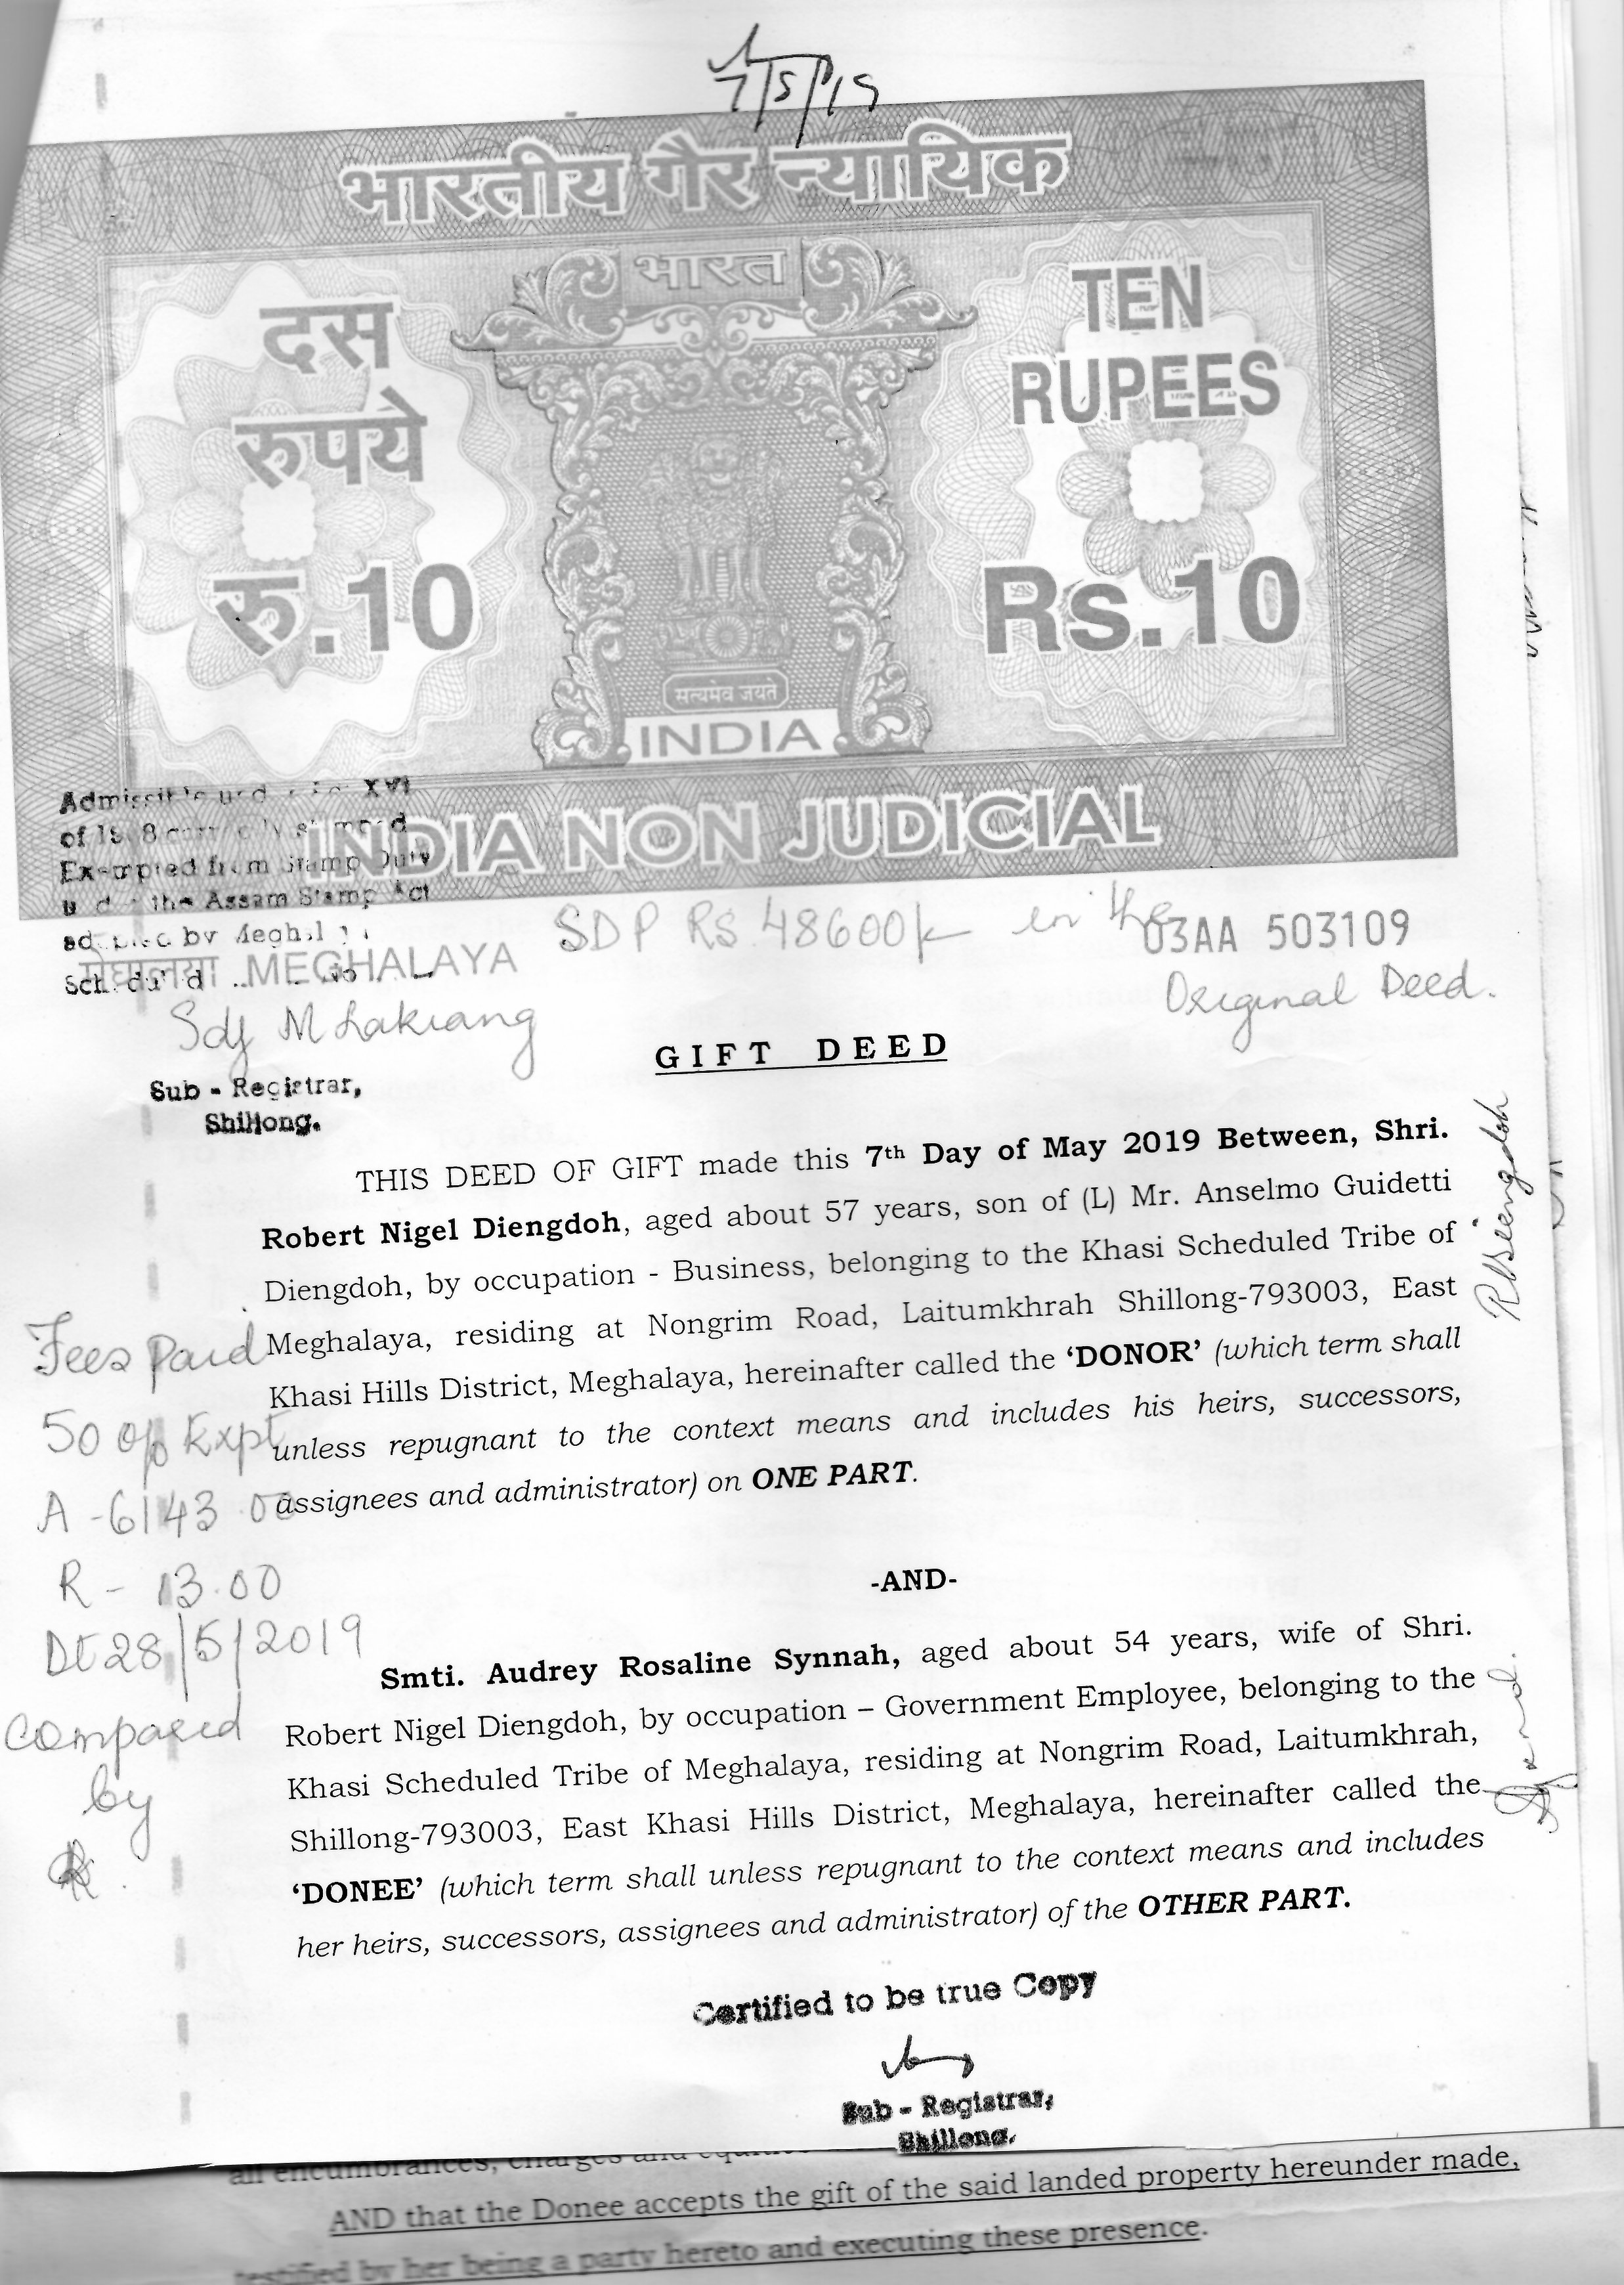 7/5/19
भारतीय गैर न्यायिक
भारत
दस
रुपये
रु.10
TEN
RUPEES
Rs.10
सत्यमेव जयते
INDIA
INDIA NON JUDICIAL
Exempted from Stamp Duty
the Assam Stamp Act
by
मेघालया MEGHALAYA
SDP RS. 48600/- in the
03AA 503109
Original Deed.
Sd/ M Lakiang
Sub - Registrar,
Shillong.
GIFT DEED
THIS DEED OF GIFT made this 7th Day of May 2019 Between, Shri.
Robert Nigel Diengdoh, aged about 57 years, son of (L) Mr. Anselmo Guidetti
Diengdoh, by occupation - Business, belonging to the Khasi Scheduled Tribe of
Meghalaya, residing at Nongrim Road, Laitumkhrah Shillong-793003, East
Khasi Hills District, Meghalaya, hereinafter called the ‘DONOR’ (which term shall
unless repugnant to the context means and includes his heirs, successors,
assignees and administrator) on ONE PART.
Fees paid
50 % Expt
A - 6143 00
R - 13.00
Dt 28/5/2019
Compared
by
-AND-
Smti. Audrey Rosaline Synnah, aged about 54 years, wife of Shri.
Robert Nigel Diengdoh, by occupation – Government Employee, belonging to the
Khasi Scheduled Tribe of Meghalaya, residing at Nongrim Road, Laitumkhrah,
Shillong-793003, East Khasi Hills District, Meghalaya, hereinafter called the
‘DONEE’ (which term shall unless repugnant to the context means and includes
her heirs, successors, assignees and administrator) of the OTHER PART.
Certified to be true Copy
Sub - Registrar,
Shillong.
all encumbrances, charges and
AND that the Donee accepts the gift of the said landed property hereunder made,
testified by her being a party hereto and executing these presence.